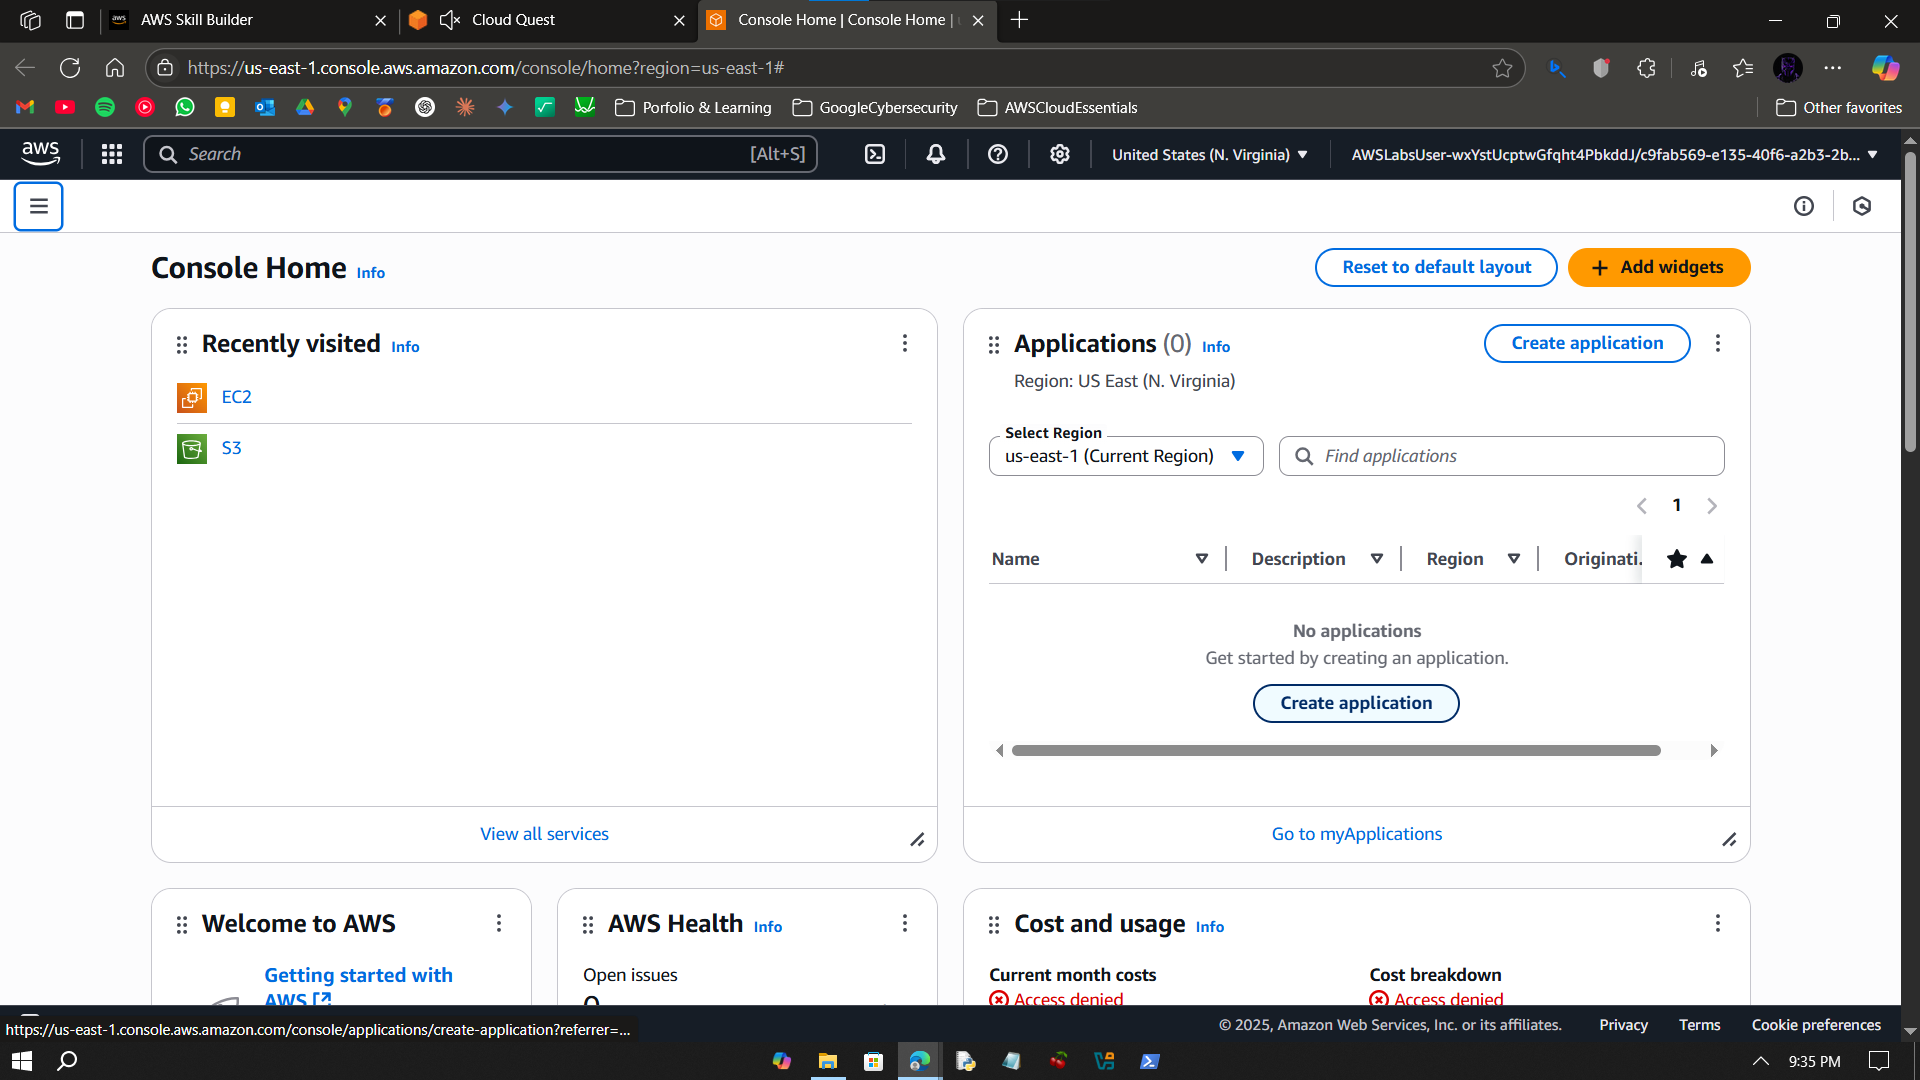 AWS Skill Builder
Cloud Quest
Console Home | Console Home |
https://us-east-1.console.aws.amazon.com/console/home?region=us-east-1#
Porfolio & Learning
GoogleCybersecurity
AWSCloudEssentials
Other favorites
aws
Search
[Alt+S]
United States (N. Virginia)
AWSLabsUser-wxYstUcptwGfqht4PbkddJ/c9fab569-e135-40f6-a2b3-2b...
Console Home Info
Reset to default layout
Add widgets
Recently visited Info
EC2
S3
View all services
Applications (0) Info
Create application
Region: US East (N. Virginia)
Select Region
us-east-1 (Current Region)
Find applications
1
Name
Description
Region
Originati.
No applications
Get started by creating an application.
Create application
Go to myApplications
Welcome to AWS
Getting started with
AWS
AWS Health Info
Open issues
0
Cost and usage Info
Current month costs
Access denied
Cost breakdown
Access denied
https://us-east-1.console.aws.amazon.com/console/applications/create-application?referrer=...
© 2025, Amazon Web Services, Inc. or its affiliates.
Privacy
Terms
Cookie preferences
9:35 PM